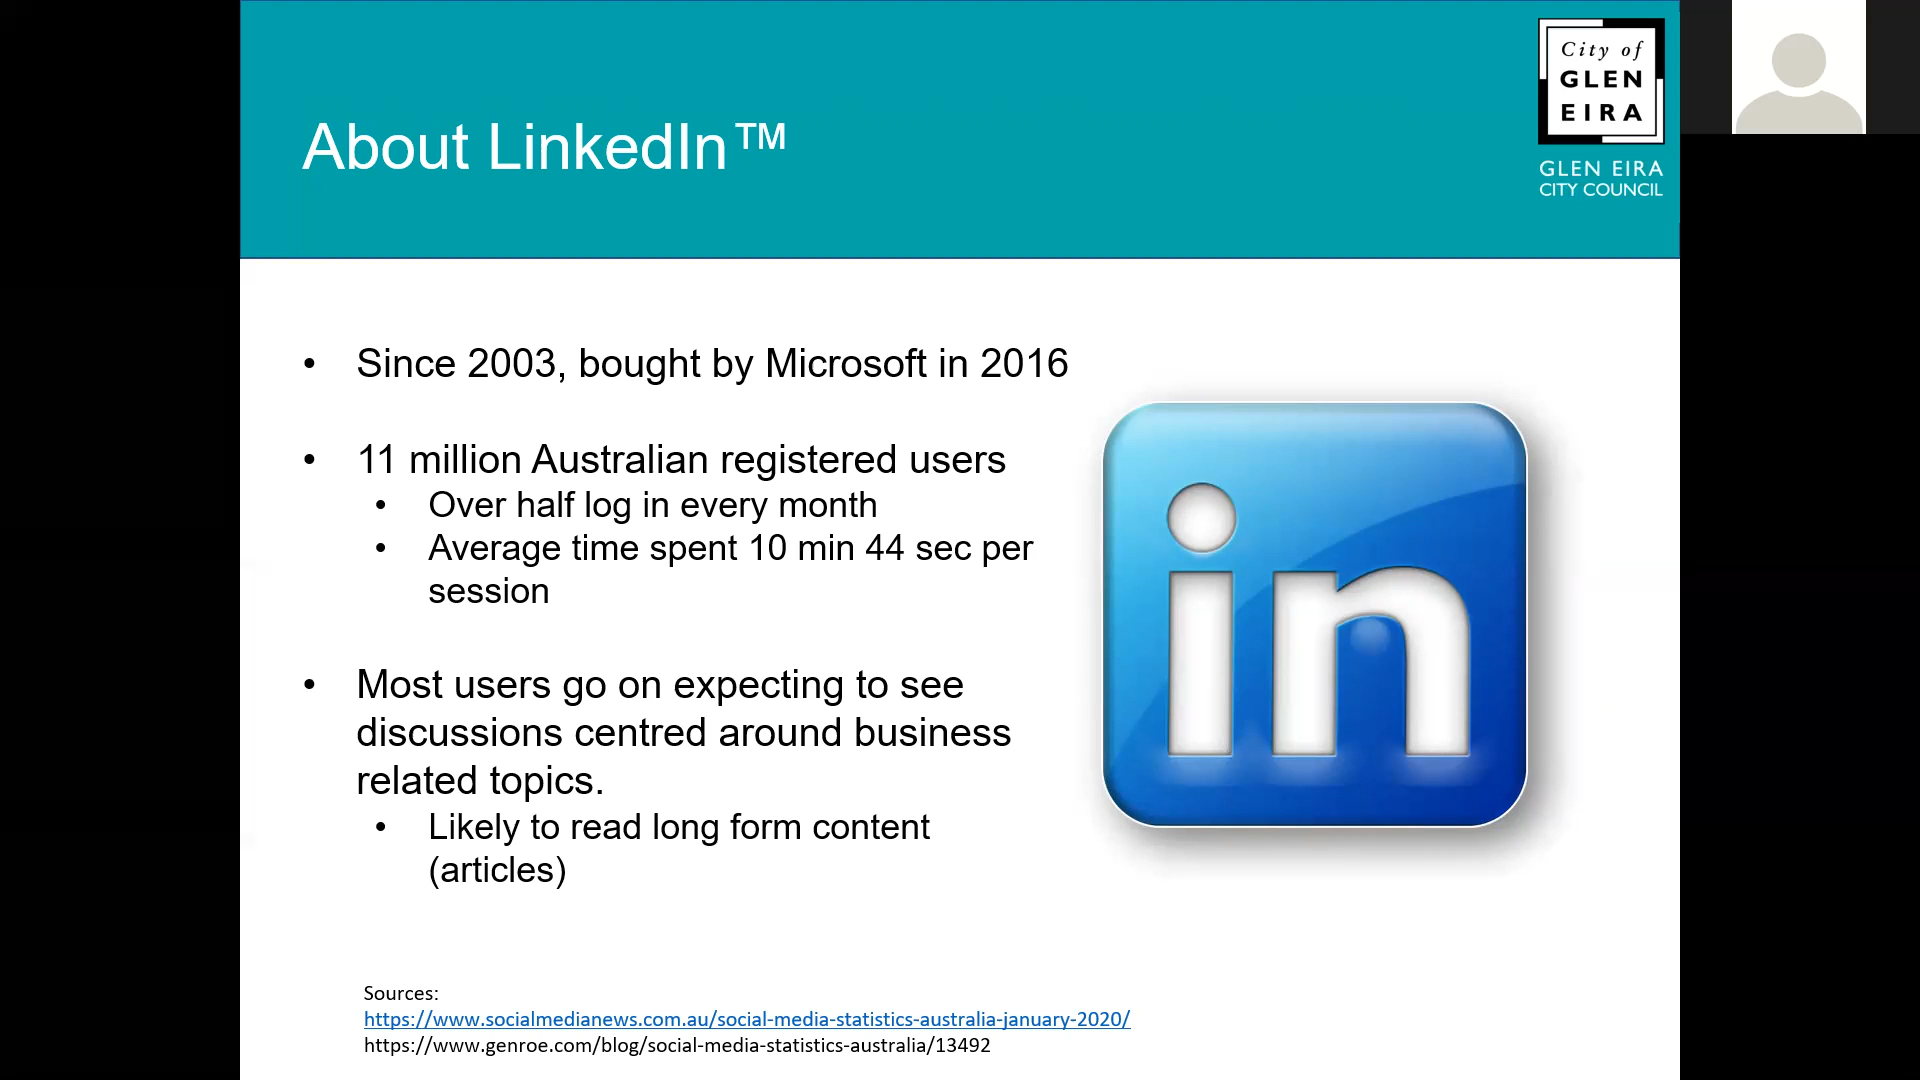 About LinkedIn™
City of
GLEN
EIRA
GLEN EIRA
CITY COUNCIL
• Since 2003, bought by Microsoft in 2016
• 11 million Australian registered users
• Over half log in every month
• Average time spent 10 min 44 sec per
session
• Most users go on expecting to see
discussions centred around business
related topics.
• Likely to read long form content
(articles)
in
Sources:
https://www.socialmedianews.com.au/social-media-statistics-australia-january-2020/
https://www.genroe.com/blog/social-media-statistics-australia/13492